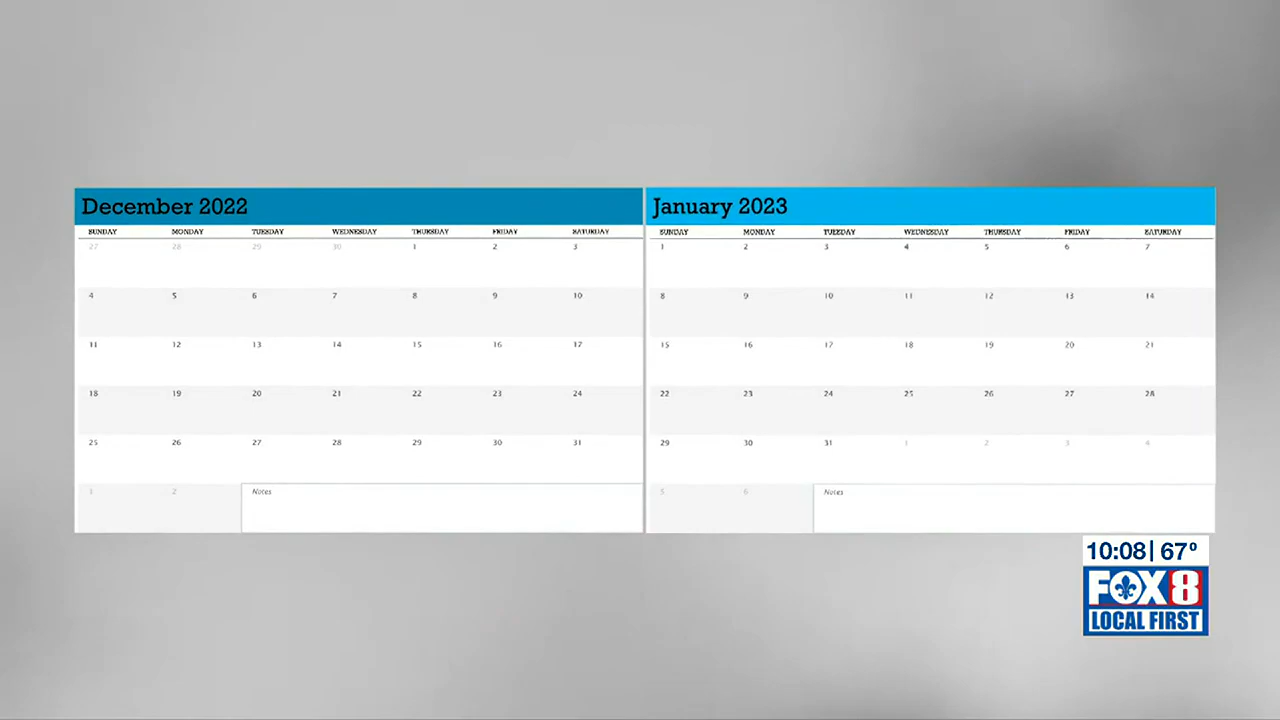 December 2022
SUNDAY MONDAY TUESDAY WEDNESDAY THURSDAY FRIDAY SATURDAY
27 28 29 30 1 2 3
4 5 6 7 8 9 10
11 12 13 14 15 16 17
18 19 20 21 22 23 24
25 26 27 28 29 30 31
1 2 Notes
January 2023
SUNDAY MONDAY TUESDAY WEDNESDAY THURSDAY FRIDAY SATURDAY
1 2 3 4 5 6 7
8 9 10 11 12 13 14
15 16 17 18 19 20 21
22 23 24 25 26 27 28
29 30 31 1 2 3 4
5 6 Notes
10:08| 67º
FOX 8
LOCAL FIRST